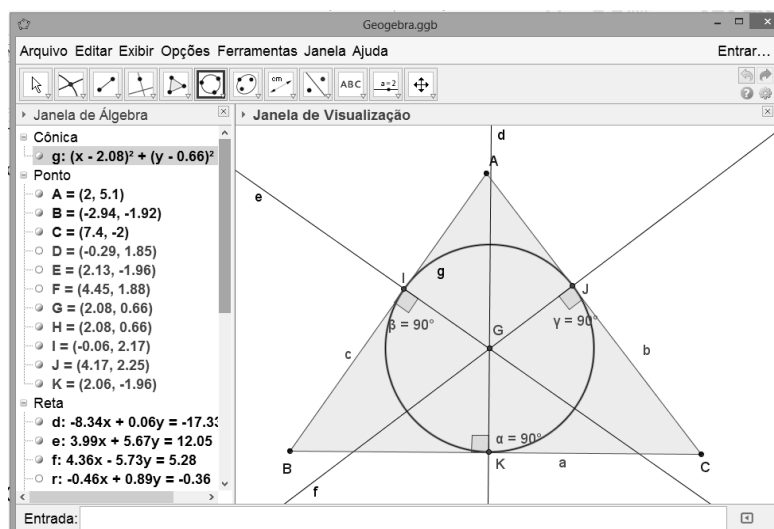 Geogebra.ggb
Arquivo Editar Exibir Opções Ferramentas Janela Ajuda
Entrar...
cm
ABC
a=2
Janela de Álgebra
Janela de Visualização
Cônica
g: (x - 2.08)² + (y - 0.66)²
Ponto
A = (2, 5.1)
B = (-2.94, -1.92)
C = (7.4, -2)
D = (-0.29, 1.85)
E = (2.13, -1.96)
F = (4.45, 1.88)
G = (2.08, 0.66)
H = (2.08, 0.66)
I = (-0.06, 2.17)
J = (4.17, 2.25)
K = (2.06, -1.96)
Reta
d: -8.34x + 0.06y = -17.33
e: 3.99x + 5.67y = 12.05
f: 4.36x - 5.73y = 5.28
r: -0.46x + 0.89y = -0.36
d
A
e
I
g
J
β = 90°
γ = 90°
G
c
b
α = 90°
B
K
a
C
f
Entrada: